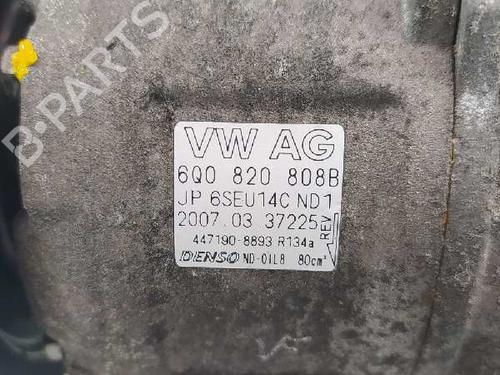 B-PARTS
VW AG
6Q0 820 808B
JP 6SEU14C ND1
2007.03 37225
REV
447190-8893 R134a
DENSO ND-OIL8 80cm³